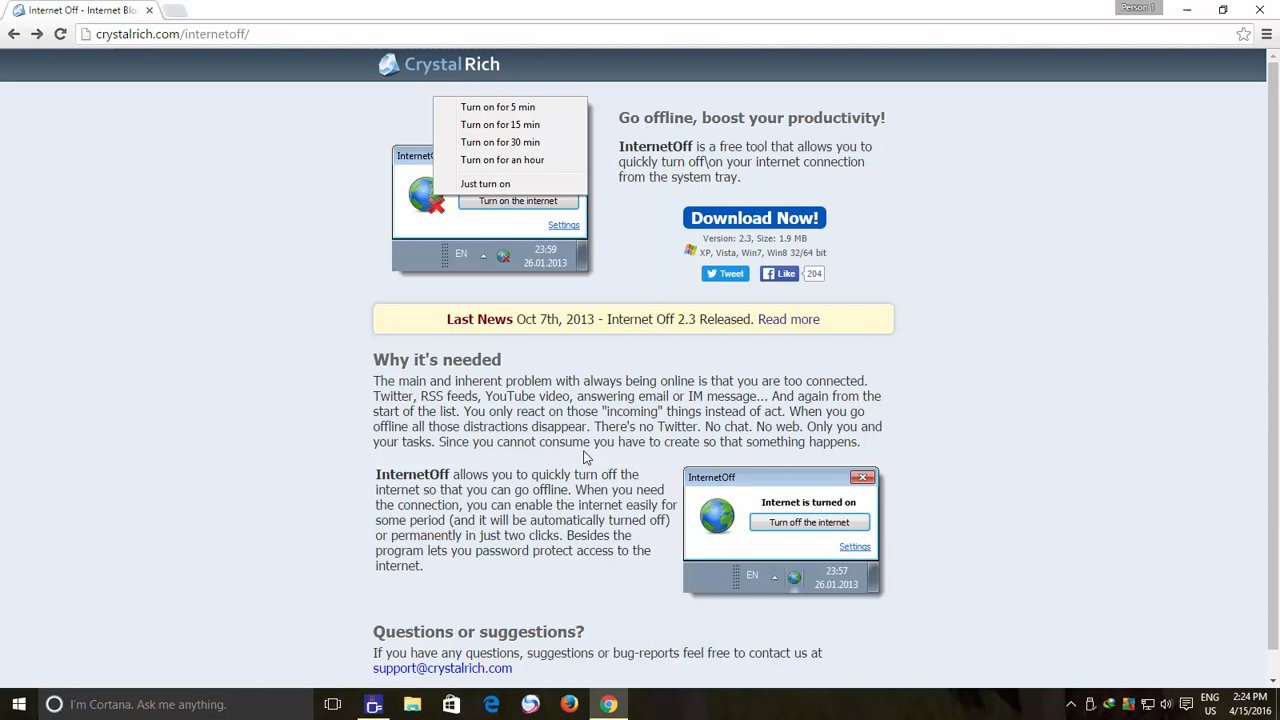 Internet Off - Internet Blo
Person 1
crystalrich.com/internetoff/
CrystalRich
Turn on for 5 min
Turn on for 15 min
Turn on for 30 min
Turn on for an hour
Just turn on
Turn on the internet
Settings
EN
23:59
26.01.2013
Go offline, boost your productivity!
InternetOff is a free tool that allows you to
quickly turn off\on your internet connection
from the system tray.
Download Now!
Version: 2.3, Size: 1.9 MB
XP, Vista, Win7, Win8 32/64 bit
Tweet
Like
204
Last News Oct 7th, 2013 - Internet Off 2.3 Released. Read more
Why it's needed
The main and inherent problem with always being online is that you are too connected.
Twitter, RSS feeds, YouTube video, answering email or IM message... And again from the
start of the list. You only react on those "incoming" things instead of act. When you go
offline all those distractions disappear. There's no Twitter. No chat. No web. Only you and
your tasks. Since you cannot consume you have to create so that something happens.
InternetOff allows you to quickly turn off the
internet so that you can go offline. When you need
the connection, you can enable the internet easily for
some period (and it will be automatically turned off)
or permanently in just two clicks. Besides the
program lets you password protect access to the
internet.
InternetOff
Internet is turned on
Turn off the internet
Settings
EN
23:57
26.01.2013
Questions or suggestions?
If you have any questions, suggestions or bug-reports feel free to contact us at
support@crystalrich.com
I'm Cortana. Ask me anything.
ENG
US
2:24 PM
4/15/2016